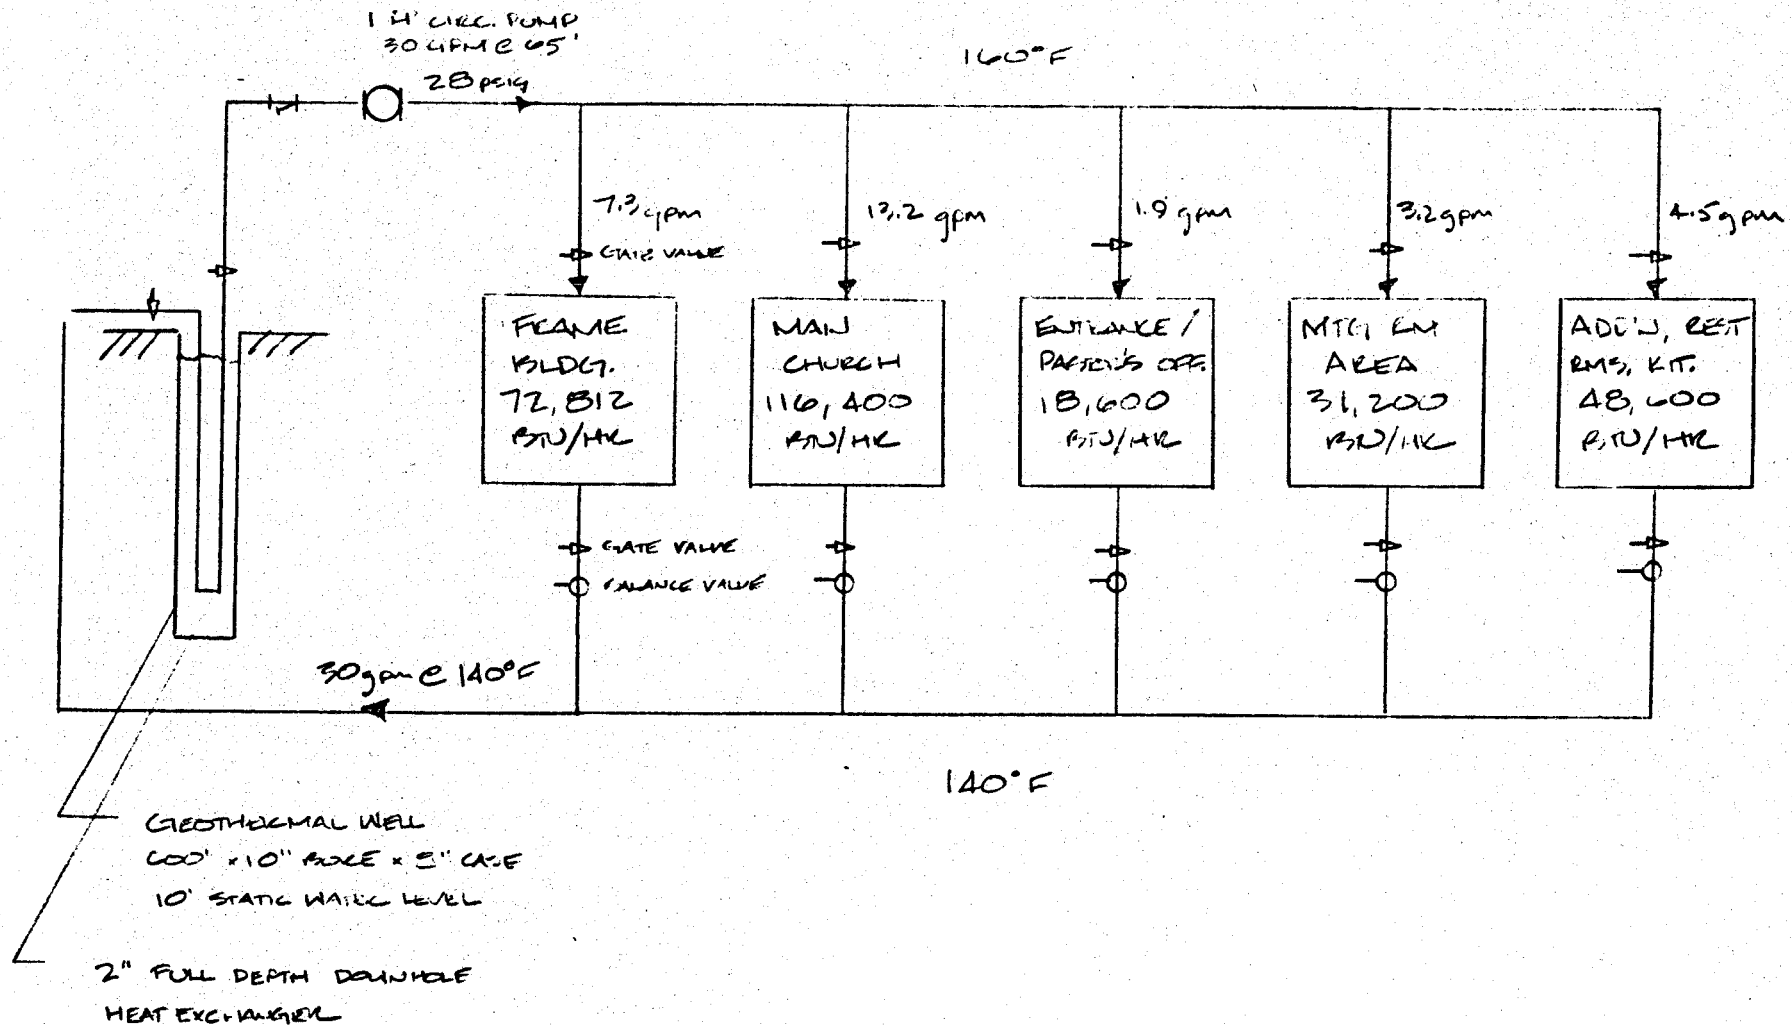 1 H' CIRC. PUMP
30 GPM @ 65'
28 psig
160°F
7.3 gpm
13.2 gpm
1.9 gpm
3.2 gpm
4.5 gpm
GATE VALVE
FRAME
BLDG.
72,812
BTU/HR
MAIN
CHURCH
116,400
BTU/HR
ENTRANCE /
PASTOR'S OFF.
18,600
BTU/HR
MTG RM
AREA
31,200
BTU/HR
ADD'N, REST
RMS, KIT.
48,600
BTU/HR
GATE VALVE
BALANCE VALVE
30 gpm @ 140°F
140°F
GEOTHERMAL WELL
600' x 10" BORE x 8" CASE
10' STATIC WATER LEVEL
2" FULL DEPTH DOWNHOLE
HEAT EXCHANGER